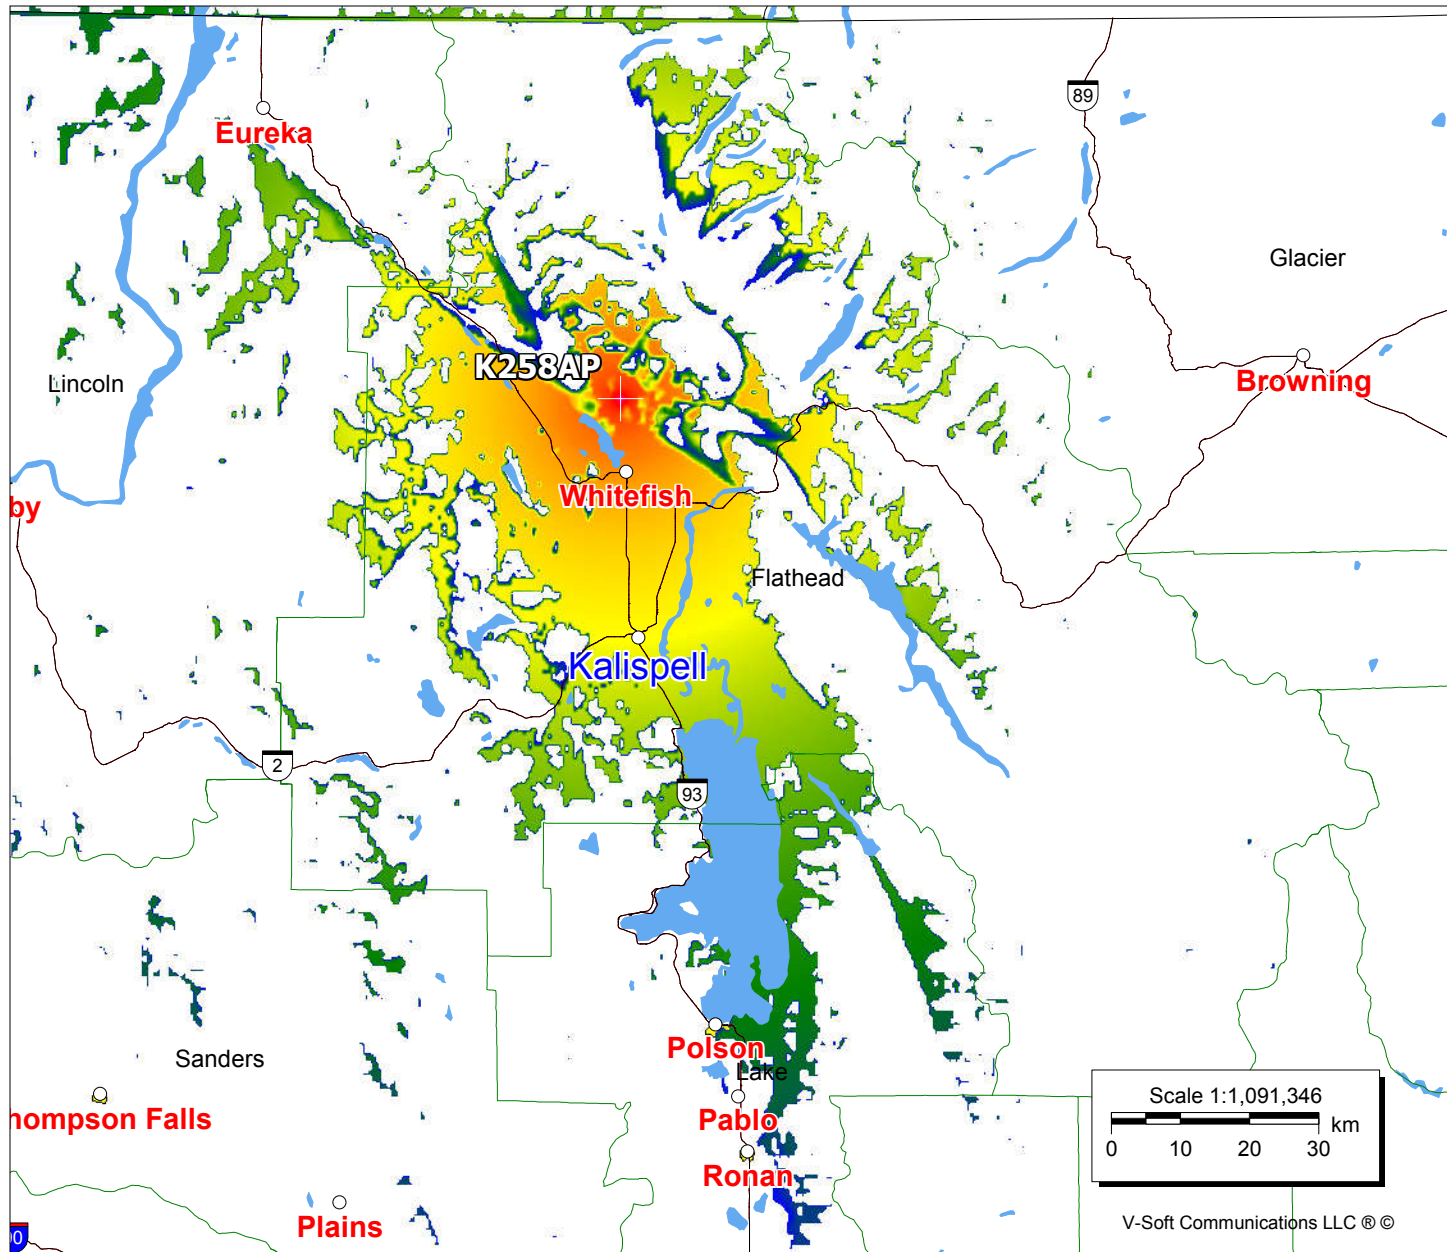 89
Eureka
Glacier
K258AP
Lincoln
Browning
by
Whitefish
Flathead
Kalispell
2
93
Polson
Lake
Sanders
hompson Falls
Pablo
Ronan
Plains
Scale 1:1,091,346
km
0 10 20 30
V-Soft Communications LLC ® ©